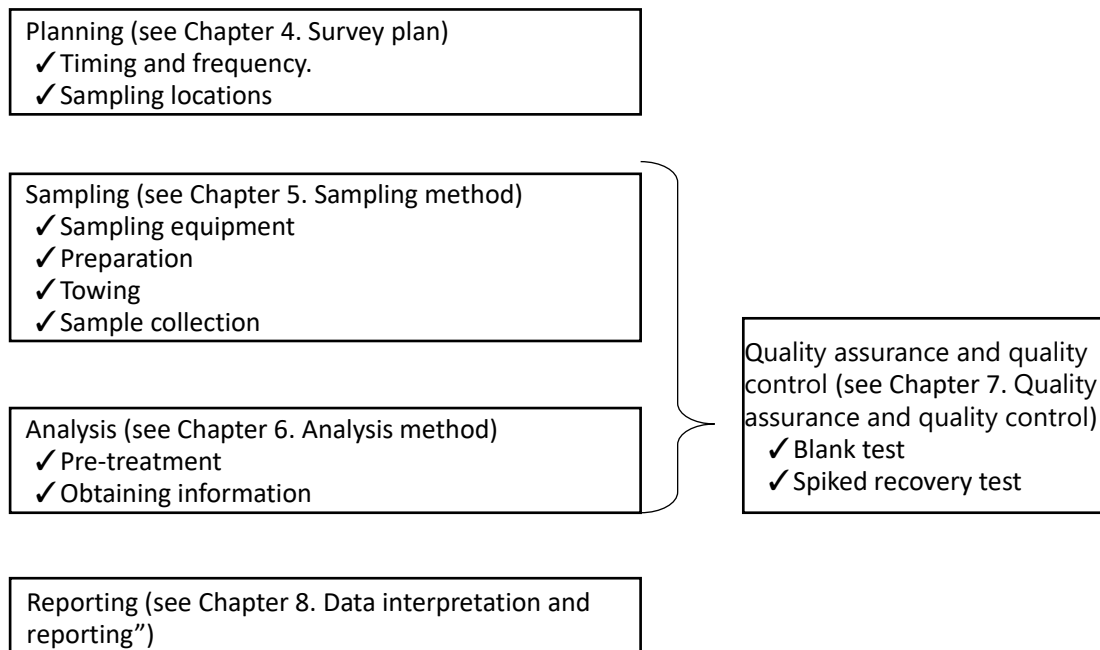 Planning (see Chapter 4. Survey plan)
✓Timing and frequency.
✓Sampling locations
Sampling (see Chapter 5. Sampling method)
✓Sampling equipment
✓Preparation
✓Towing
✓Sample collection
Analysis (see Chapter 6. Analysis method)
✓Pre-treatment
✓Obtaining information
Quality assurance and quality
control (see Chapter 7. Quality
assurance and quality control)
✓Blank test
✓Spiked recovery test
Reporting (see Chapter 8. Data interpretation and
reporting”)